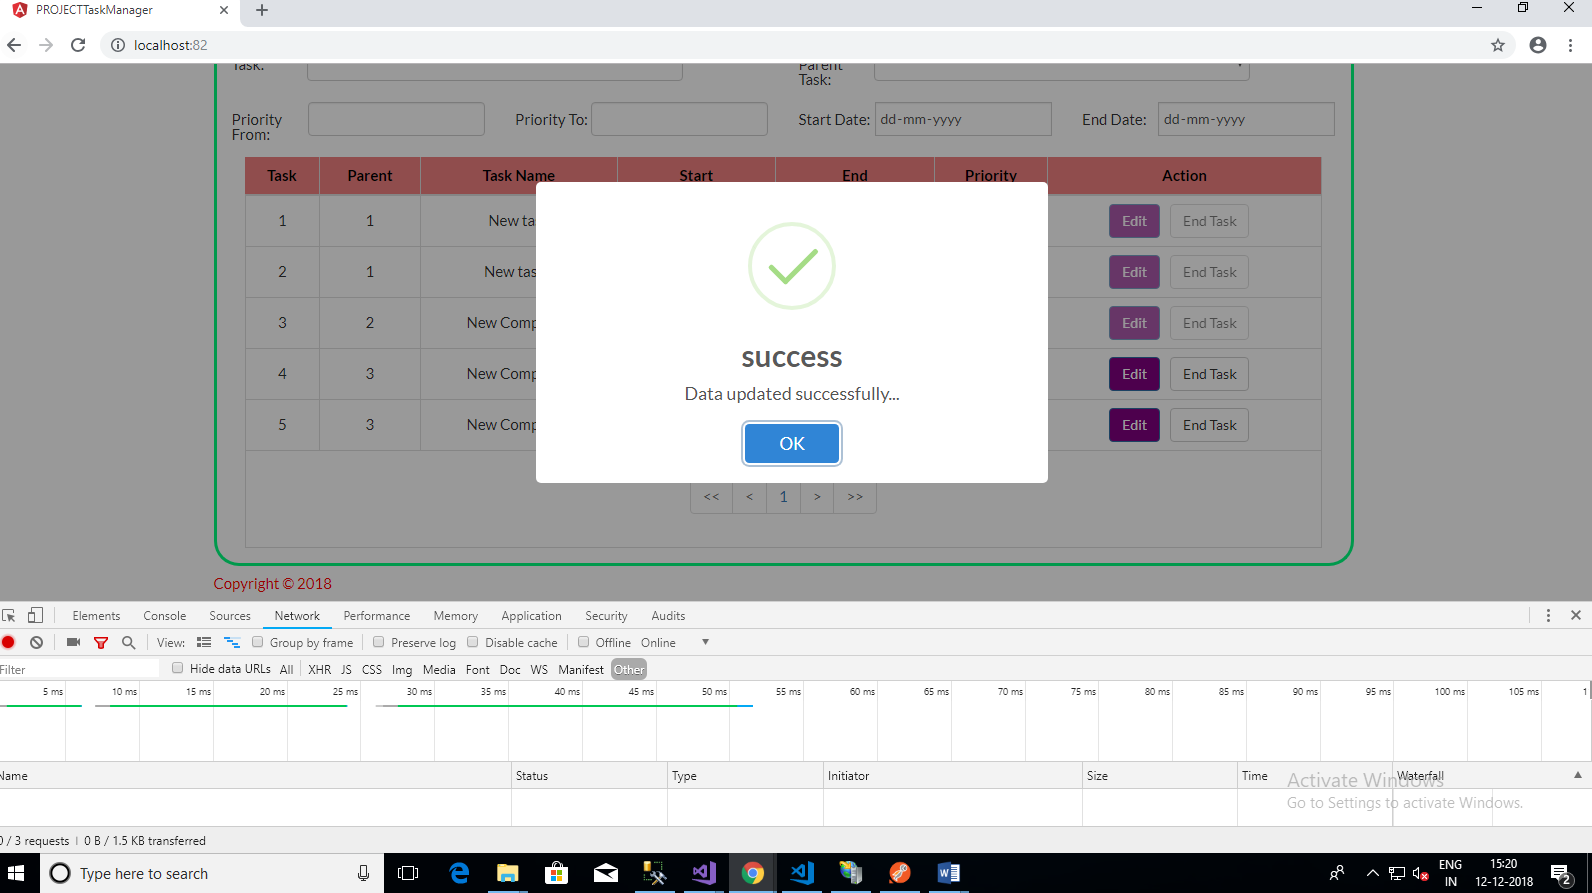 PROJECTTaskManager
localhost:82
Task:
Parent
Task:
Priority
From:
Priority To:
Start Date: dd-mm-yyyy
End Date: dd-mm-yyyy
Task Parent Task Name Start End Priority Action
1 1 New ta Edit End Task
2 1 New tas Edit End Task
3 2 New Comp Edit End Task
4 3 New Comp Edit End Task
5 3 New Comp Edit End Task
success
Data updated successfully...
OK
<< < 1 > >>
Copyright © 2018
Elements Console Sources Network Performance Memory Application Security Audits
View: Group by frame Preserve log Disable cache Offline Online
Filter Hide data URLs All XHR JS CSS Img Media Font Doc WS Manifest Other
5 ms 10 ms 15 ms 20 ms 25 ms 30 ms 35 ms 40 ms 45 ms 50 ms 55 ms 60 ms 65 ms 70 ms 75 ms 80 ms 85 ms 90 ms 95 ms 100 ms 105 ms 1
Name Status Type Initiator Size Time Waterfall
Activate Windows
Go to Settings to activate Windows.
0 / 3 requests | 0 B / 1.5 KB transferred
Type here to search
ENG
IN
15:20
12-12-2018
2